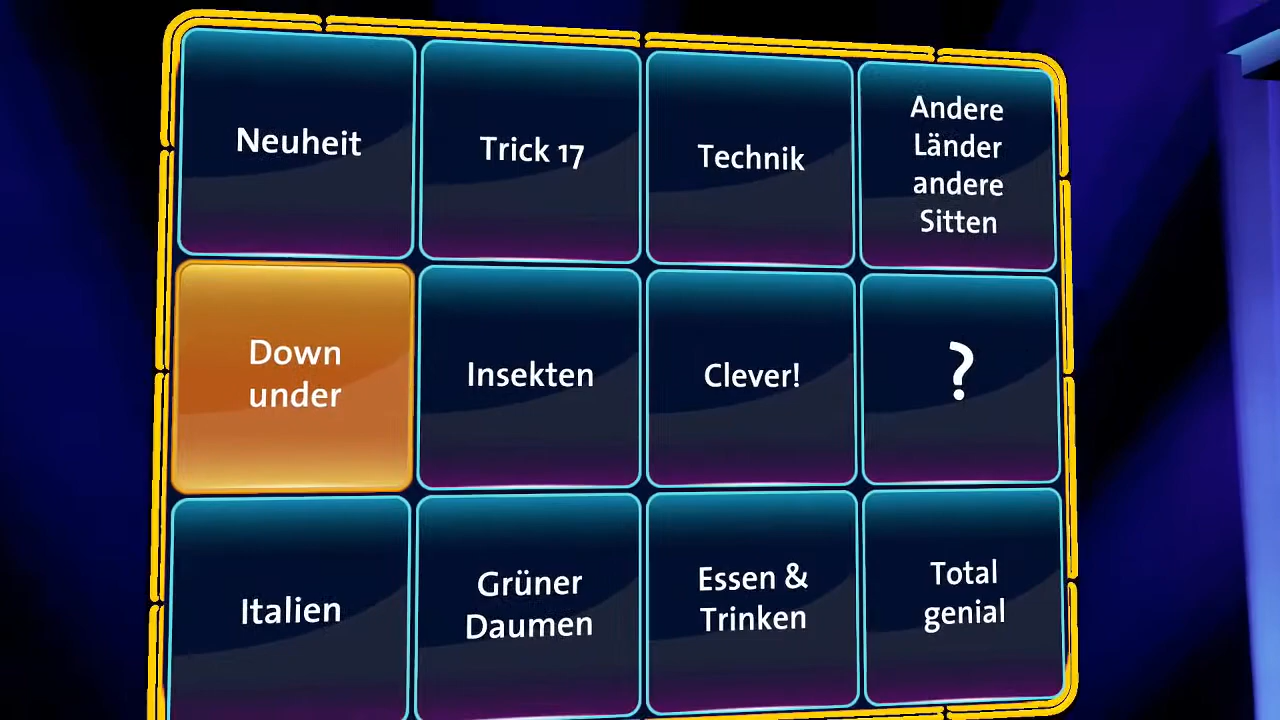 Neuheit
Trick 17
Technik
Andere
Länder
andere
Sitten
Down
under
Insekten
Clever!
?
Italien
Grüner
Daumen
Essen &
Trinken
Total
genial